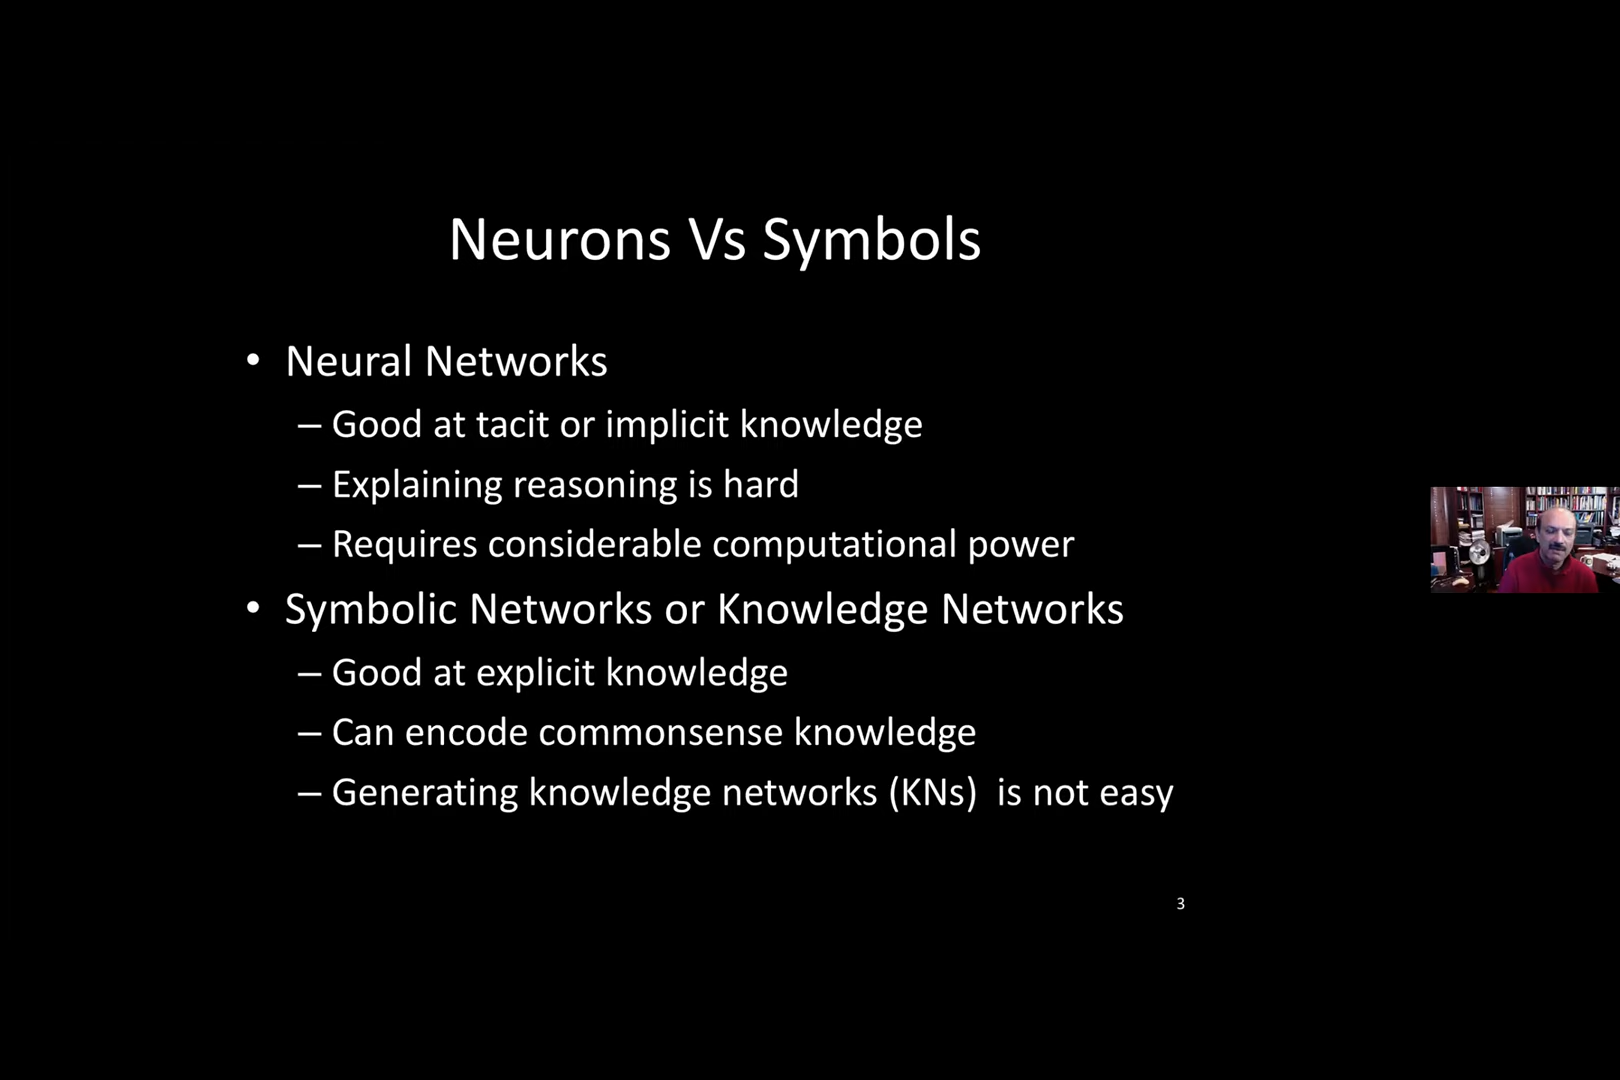 Neurons Vs Symbols
• Neural Networks
– Good at tacit or implicit knowledge
– Explaining reasoning is hard
– Requires considerable computational power
• Symbolic Networks or Knowledge Networks
– Good at explicit knowledge
– Can encode commonsense knowledge
– Generating knowledge networks (KNs)  is not easy
3